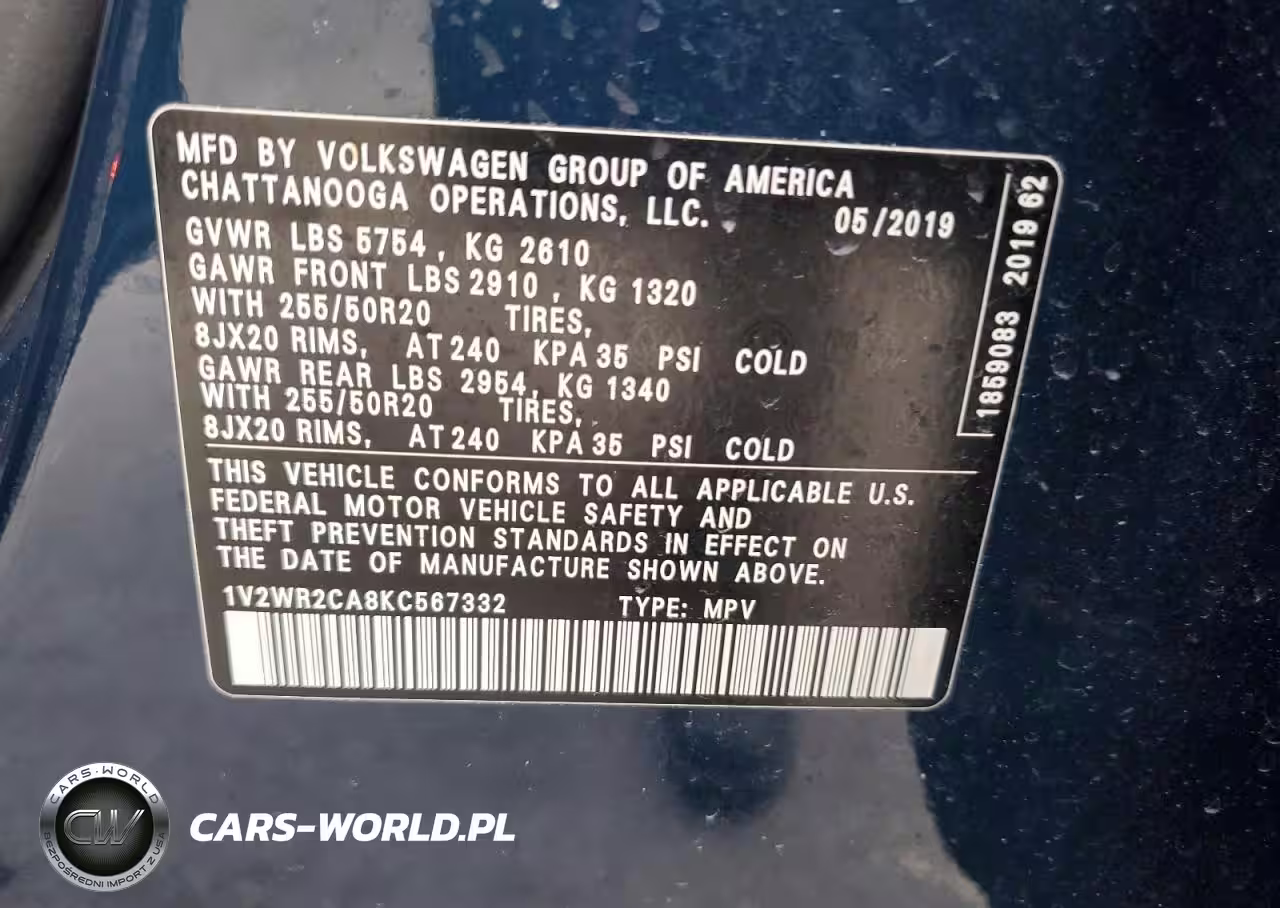 MFD BY VOLKSWAGEN GROUP OF AMERICA
CHATTANOOGA OPERATIONS, LLC. 05/2019
GVWR LBS 5754, KG 2610
GAWR FRONT LBS 2910, KG 1320
WITH 255/50R20 TIRES,
8JX20 RIMS, AT 240 KPA 35 PSI COLD
GAWR REAR LBS 2954, KG 1340
WITH 255/50R20 TIRES,
8JX20 RIMS, AT 240 KPA 35 PSI COLD
1859083 2019 62
THIS VEHICLE CONFORMS TO ALL APPLICABLE U.S.
FEDERAL MOTOR VEHICLE SAFETY AND
THEFT PREVENTION STANDARDS IN EFFECT ON
THE DATE OF MANUFACTURE SHOWN ABOVE.
1V2WR2CA8KC567332 TYPE: MPV
CARS-WORLD
CW
BEZPOŚREDNI IMPORT Z USA
CARS-WORLD.PL